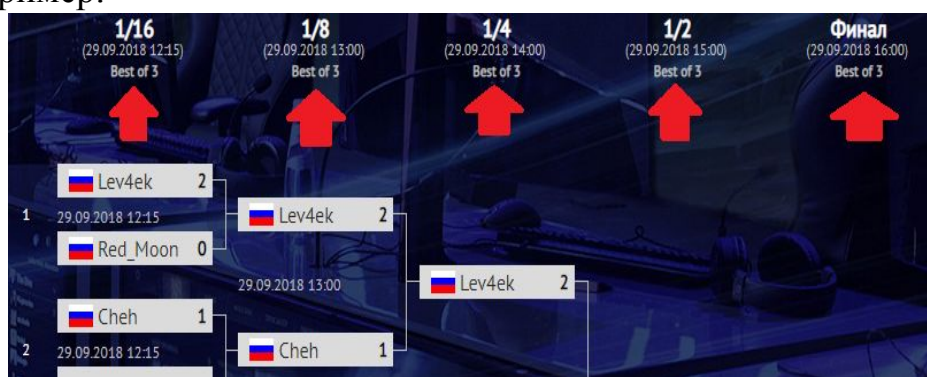 ример:
1/16 1/8 1/4 1/2 Финал
(29.09.2018 12:15) (29.09.2018 13:00) (29.09.2018 14:00) (29.09.2018 15:00) (29.09.2018 16:00)
Best of 3 Best of 3 Best of 3 Best of 3 Best of 3
Lev4ek 2
1 29.09.2018 12:15 Lev4ek 2
Red_Moon 0
29.09.2018 13:00 Lev4ek 2
Cheh 1
2 29.09.2018 12:15 Cheh 1